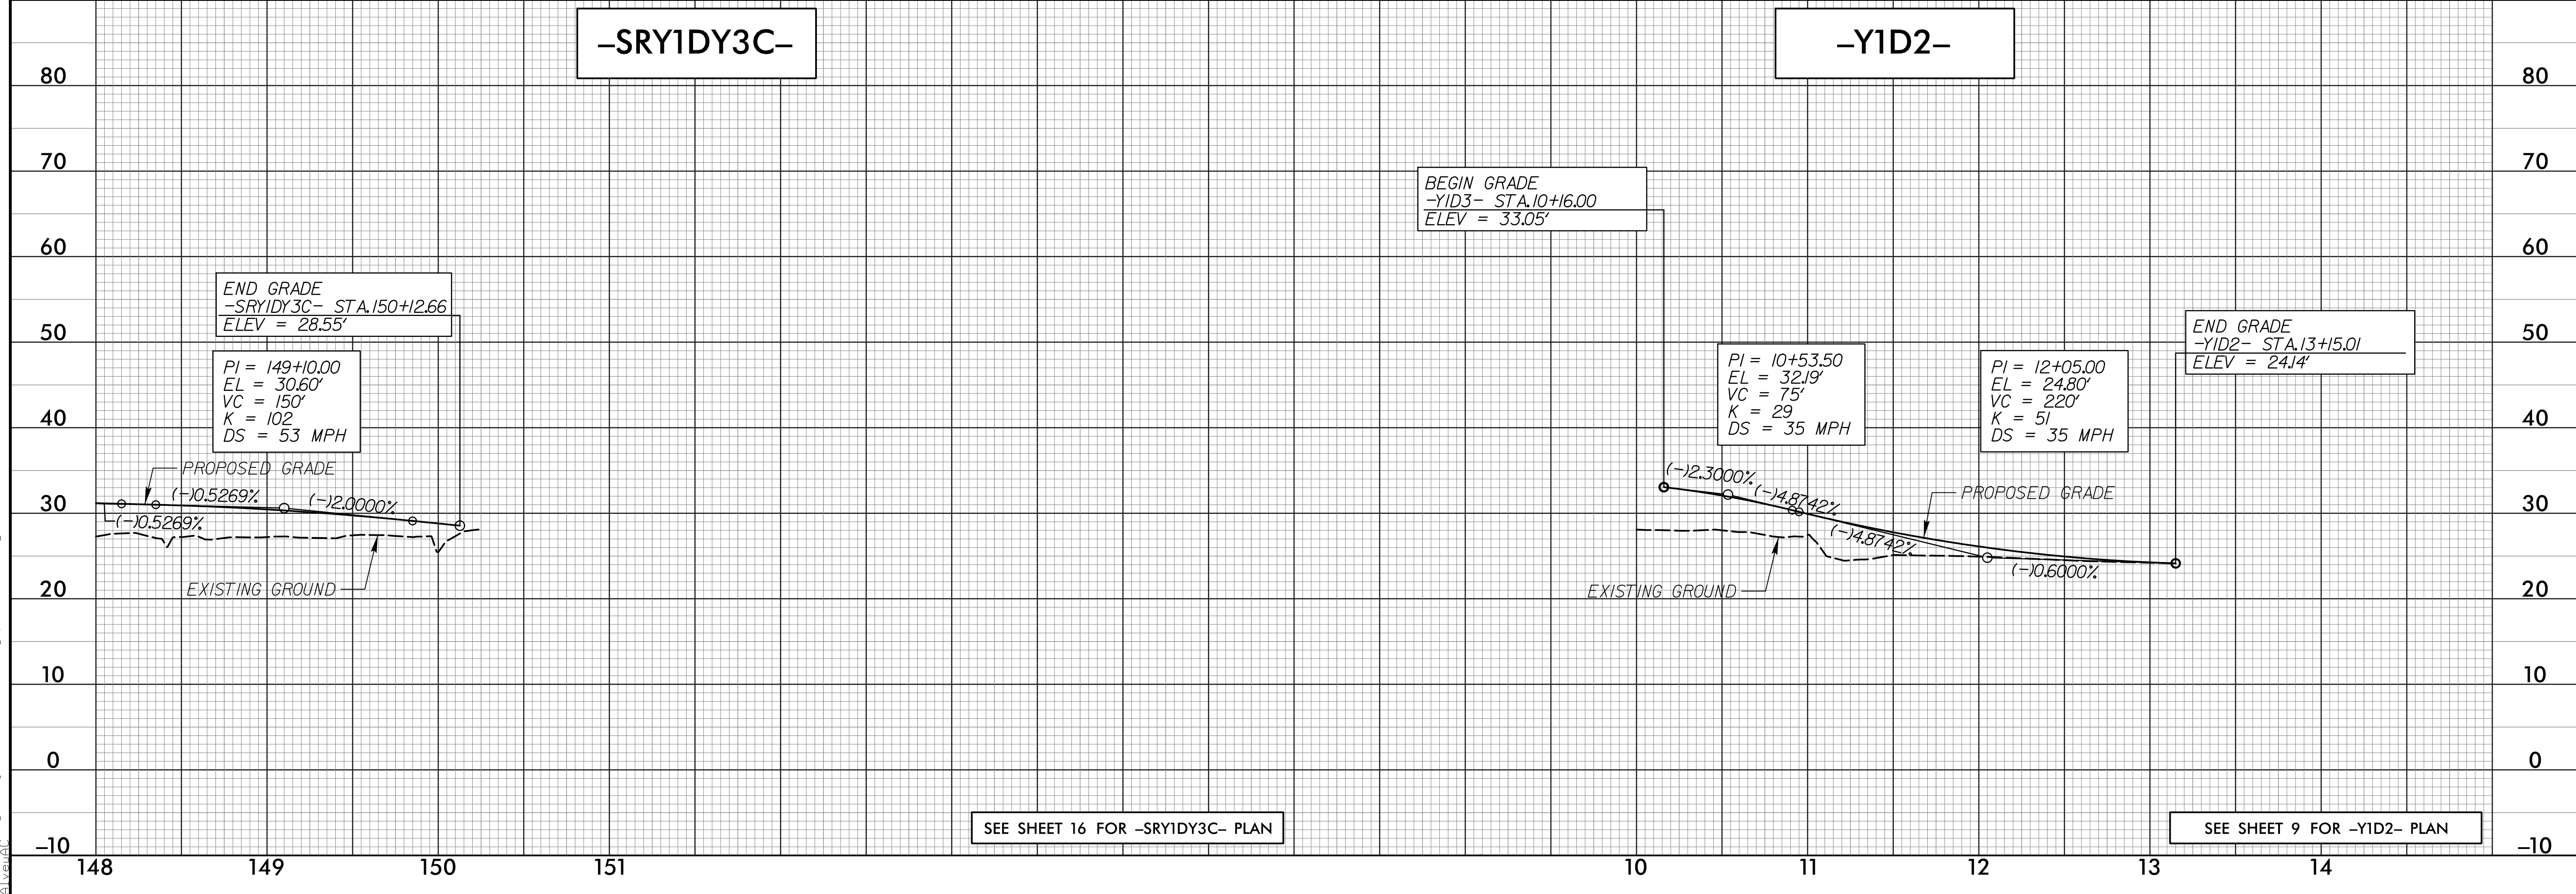 –SRY1DY3C–
–Y1D2–
80
80
70
70
BEGIN GRADE
-Y1D3- STA.10+16.00
ELEV = 33.05'
60
60
END GRADE
-SRY1DY3C- STA.150+12.66
ELEV = 28.55'
50
50
END GRADE
-Y1D2- STA.13+15.01
ELEV = 24.14'
PI = 149+10.00
EL = 30.60'
VC = 150'
K = 102
DS = 53 MPH
PI = 10+53.50
EL = 32.19'
VC = 75'
K = 29
DS = 35 MPH
PI = 12+05.00
EL = 24.80'
VC = 220'
K = 51
DS = 35 MPH
40
40
PROPOSED GRADE
(-)0.5269%
(-)2.0000%
(-)0.5269%
30
30
(-)2.3000%
(-)4.8742%
PROPOSED GRADE
(-)4.8742%
(-)0.6000%
EXISTING GROUND
EXISTING GROUND
20
20
10
10
0
0
SEE SHEET 16 FOR –SRY1DY3C– PLAN
SEE SHEET 9 FOR –Y1D2– PLAN
–10
–10
148
149
150
151
10
11
12
13
14